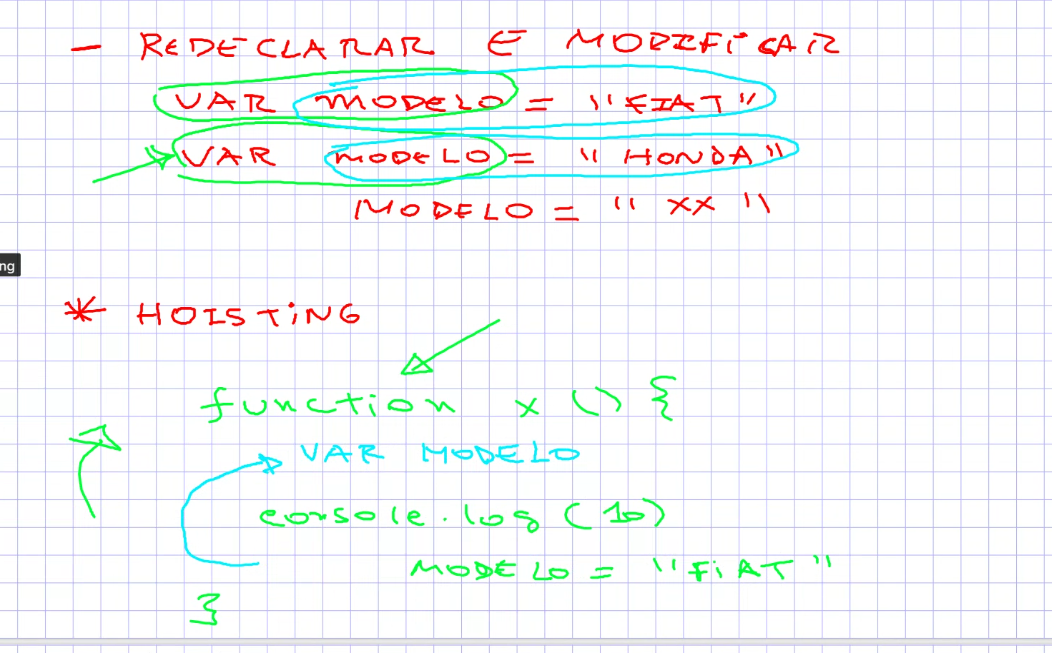 - REDECLARAR E MODIFICAR
VAR MODELO = "FIAT"
VAR MODELO = "HONDA"
MODELO = "XX"
ng
* HOISTING
function x () {
VAR MODELO
console.log (10)
MODELO = "FIAT"
}